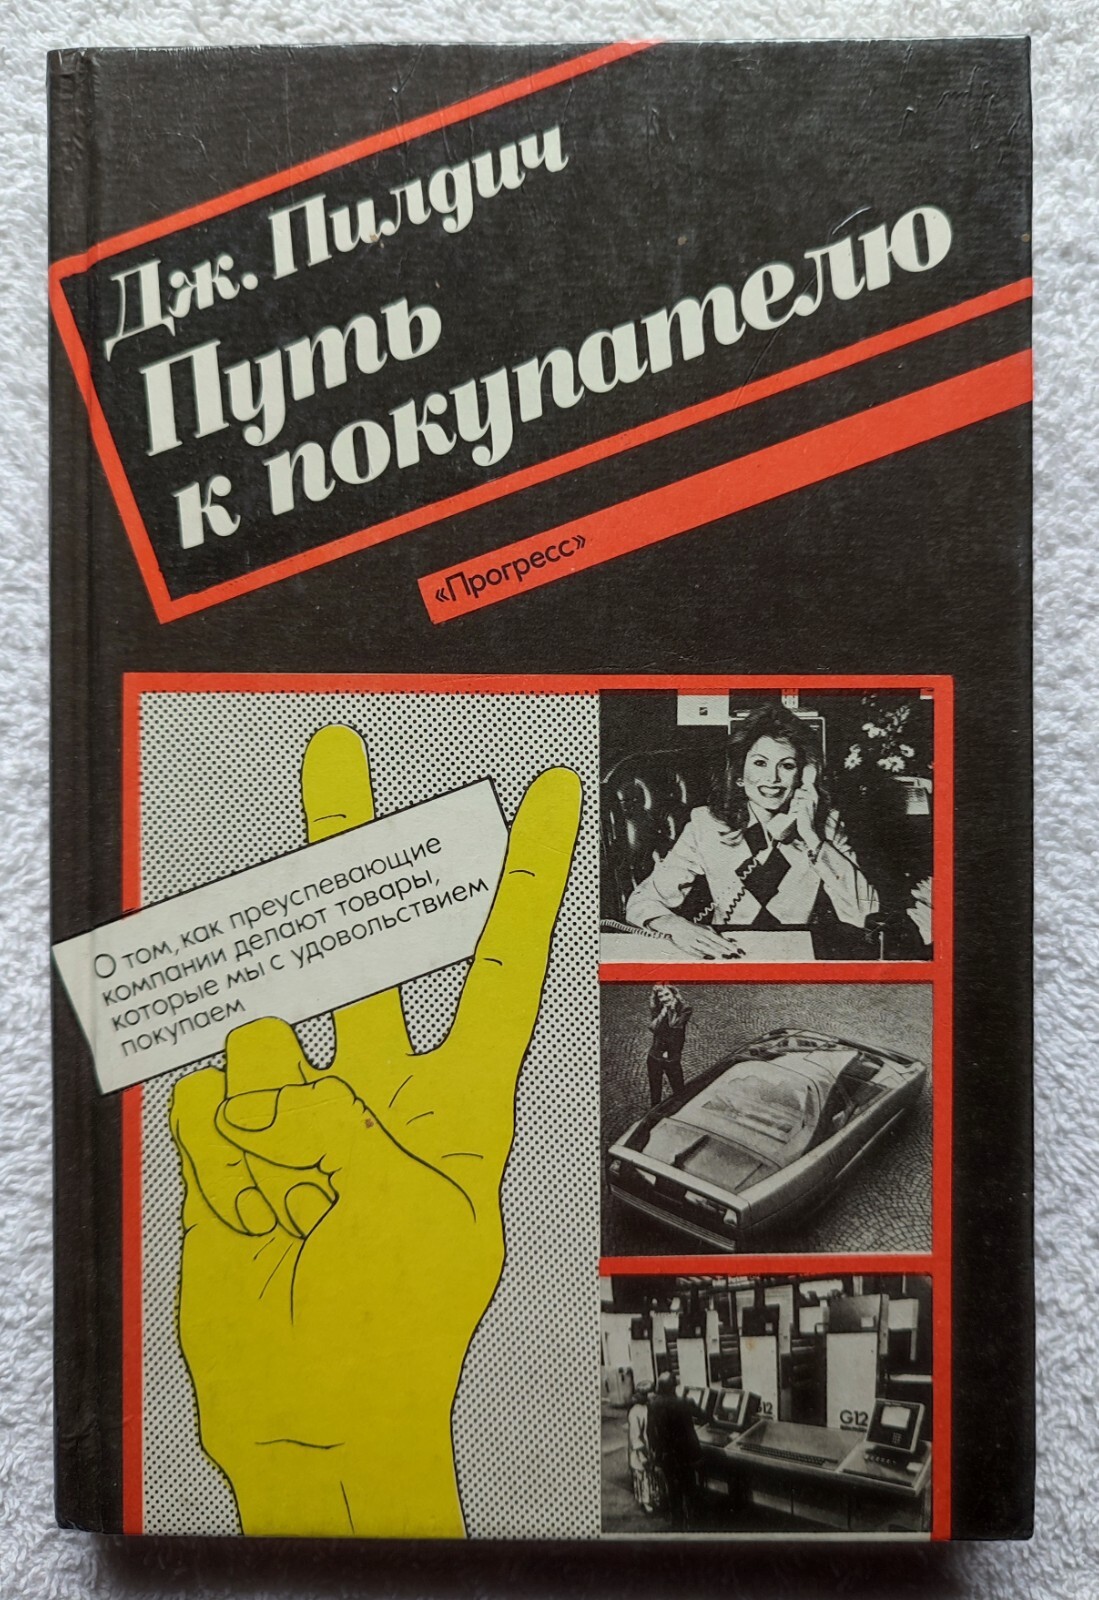 Дж. Пилдич
Путь
к покупателю
«Прогресс»
О том, как преуспевающие
компании делают товары,
которые мы с удовольствием
покупаем
G12
G12